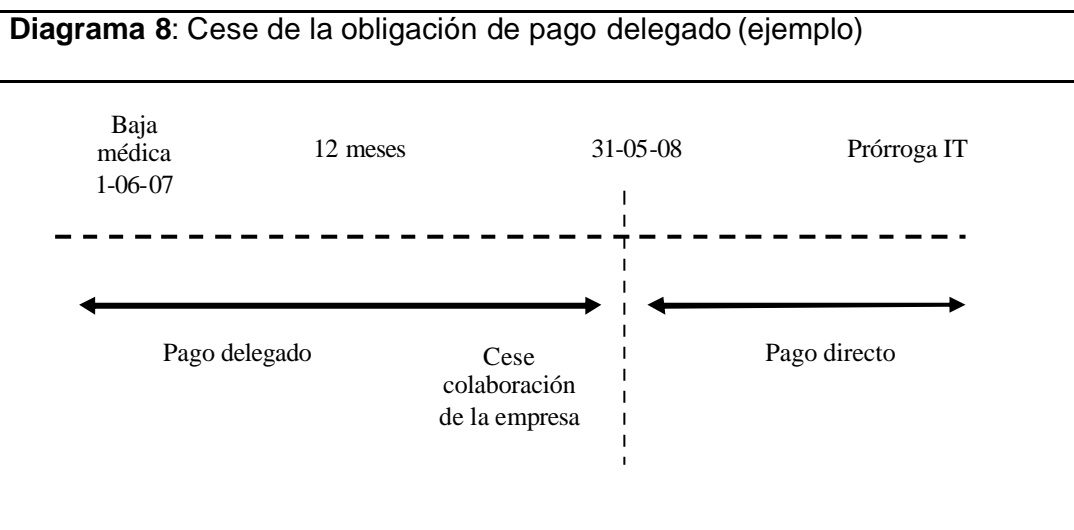 Diagrama 8: Cese de la obligación de pago delegado (ejemplo)
Baja
médica
1-06-07
12 meses
31-05-08
Prórroga IT
Pago delegado
Cese
colaboración
de la empresa
Pago directo